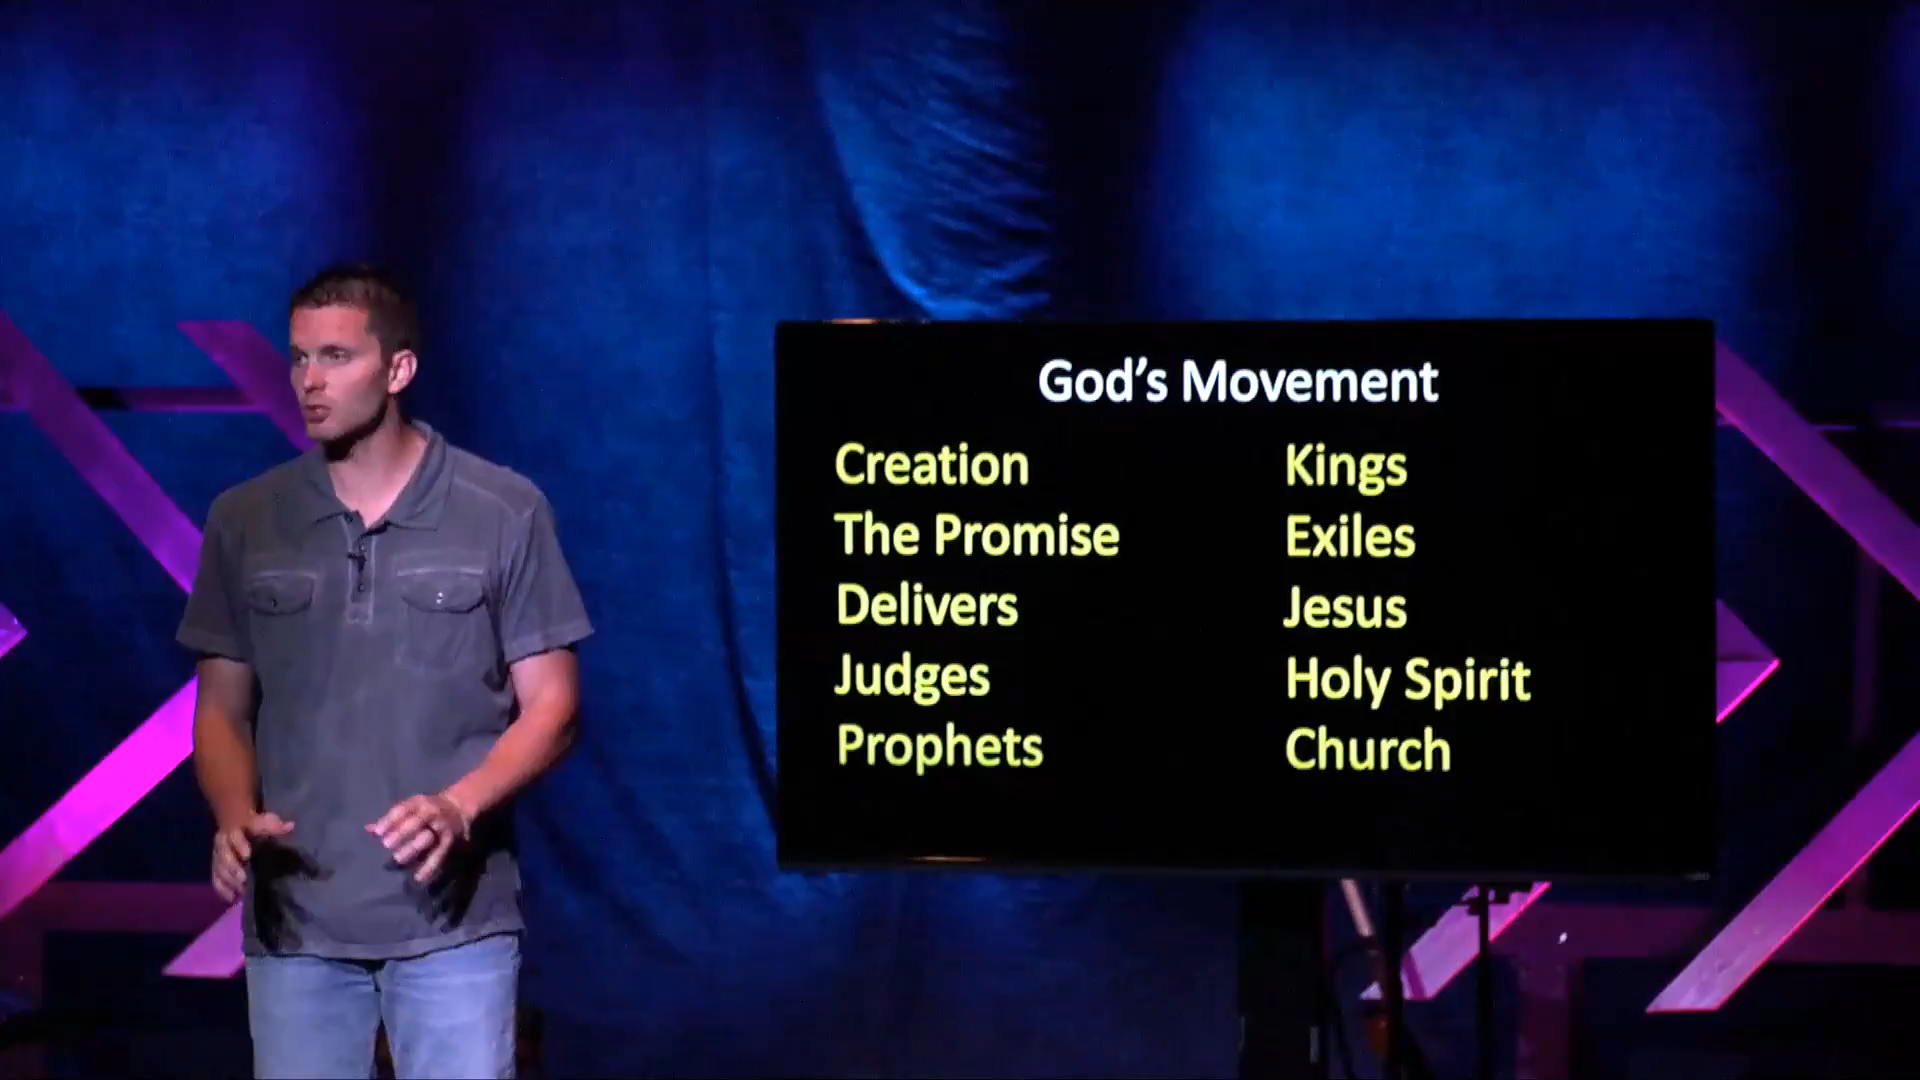 God's Movement
Creation
The Promise
Delivers
Judges
Prophets
Kings
Exiles
Jesus
Holy Spirit
Church